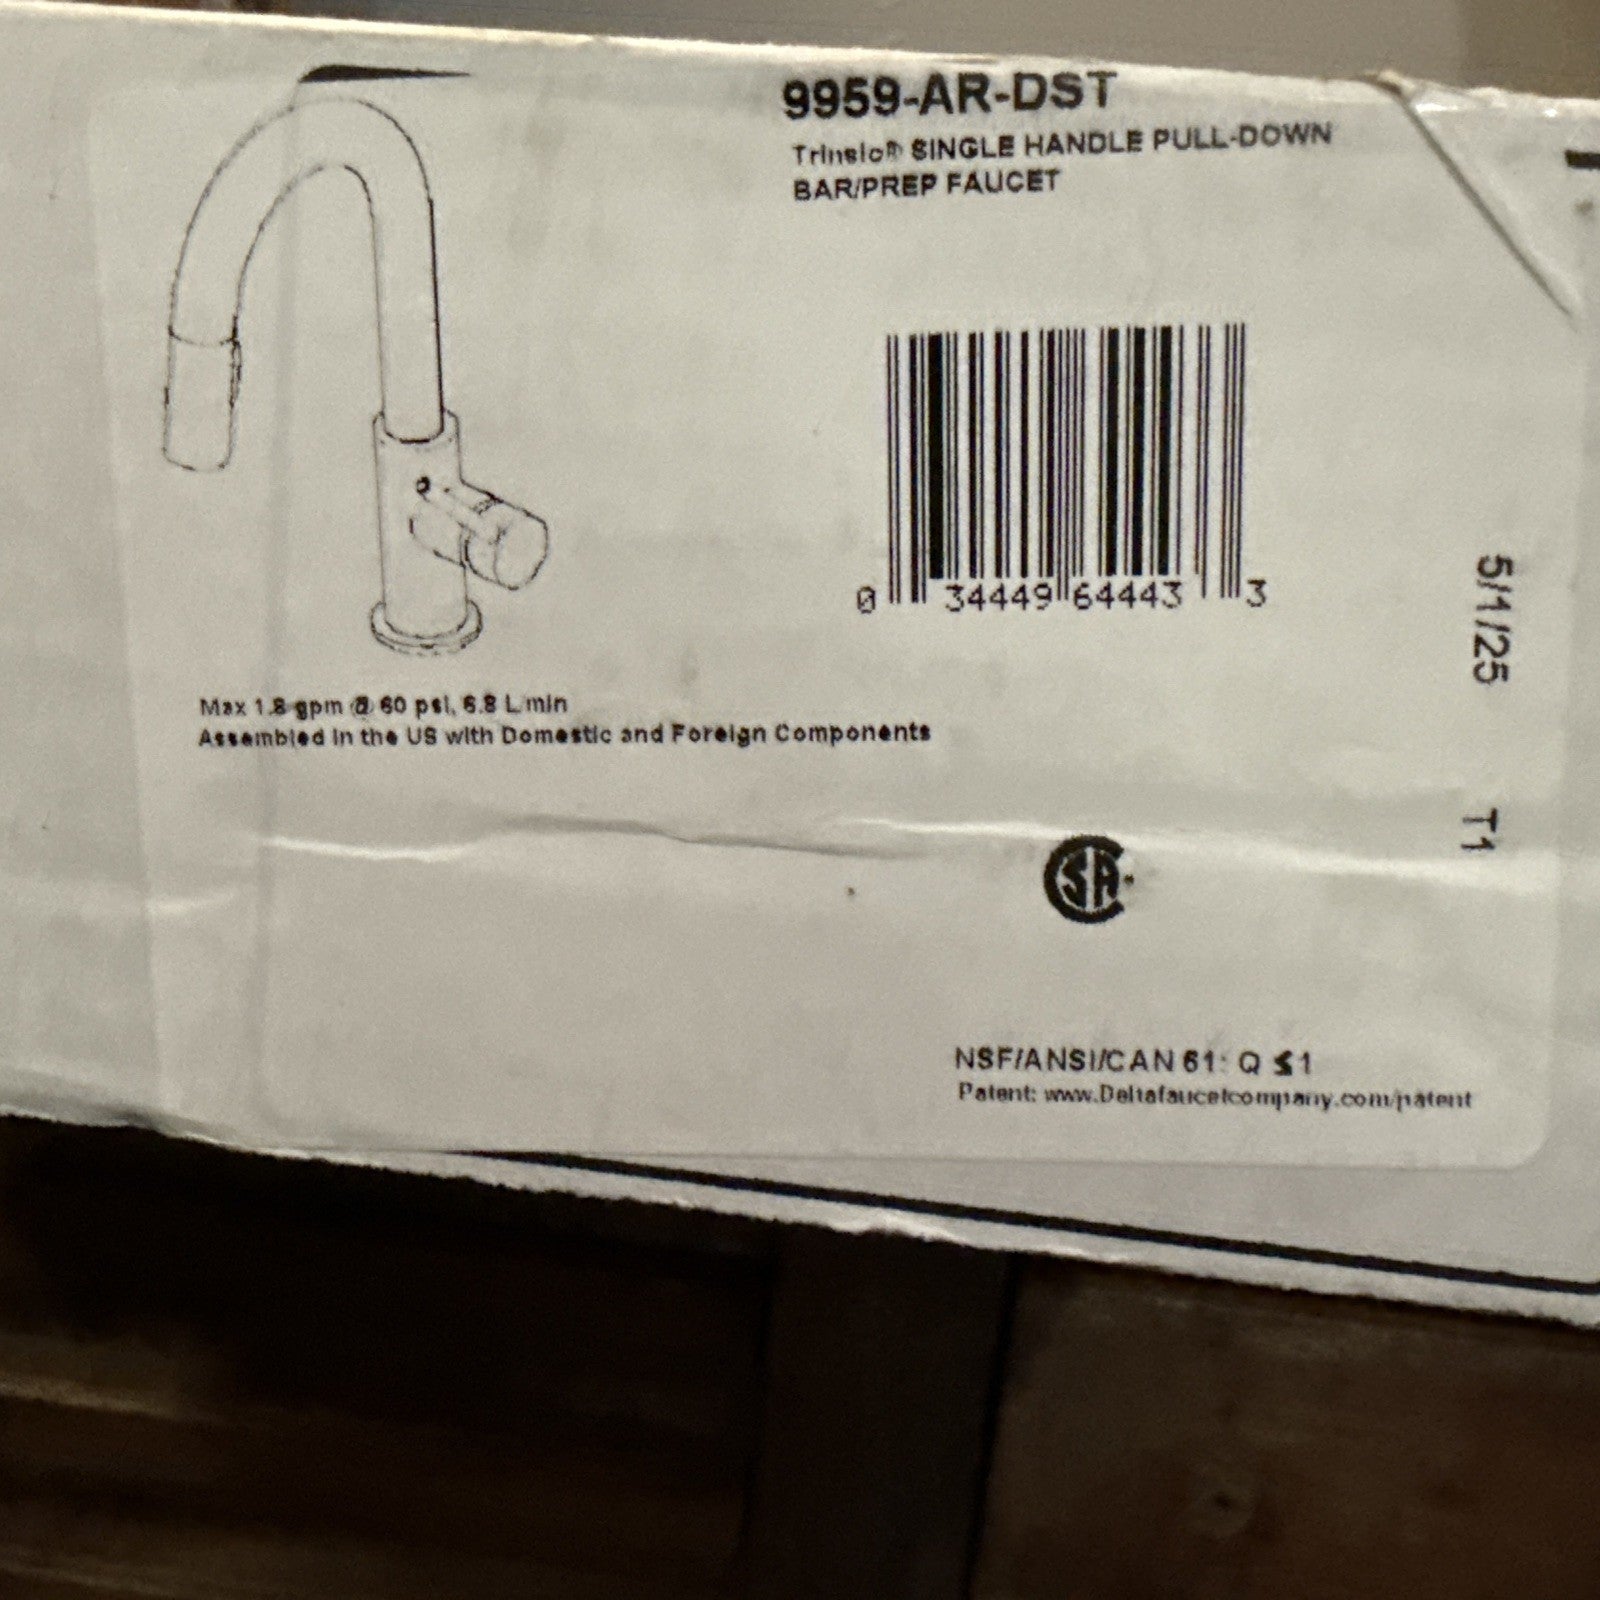 9959-AR-DST
Trinsic® SINGLE HANDLE PULL-DOWN
BAR/PREP FAUCET
0 34449 64443 3
Max 1.8 gpm @ 60 psi, 6.8 L/min
Assembled in the US with Domestic and Foreign Components
5/1/25
T1
CSA
NSF/ANSI/CAN 61: Q ≤ 1
Patent: www.Deltafaucetcompany.com/patent